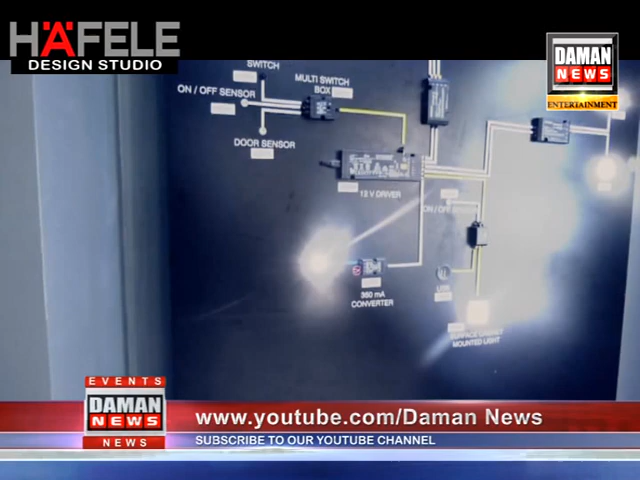 HÄFELE
DESIGN STUDIO
DAMAN
NEWS
ENTERTAINMENT
SWITCH
MULTI SWITCH
BOX
ON / OFF SENSOR
DOOR SENSOR
12 V DRIVER
ON / OFF
350 mA
CONVERTER
MOUNTED LIGHT
EVENTS
DAMAN
NEWS
NEWS
www.youtube.com/Daman News
SUBSCRIBE TO OUR YOUTUBE CHANNEL